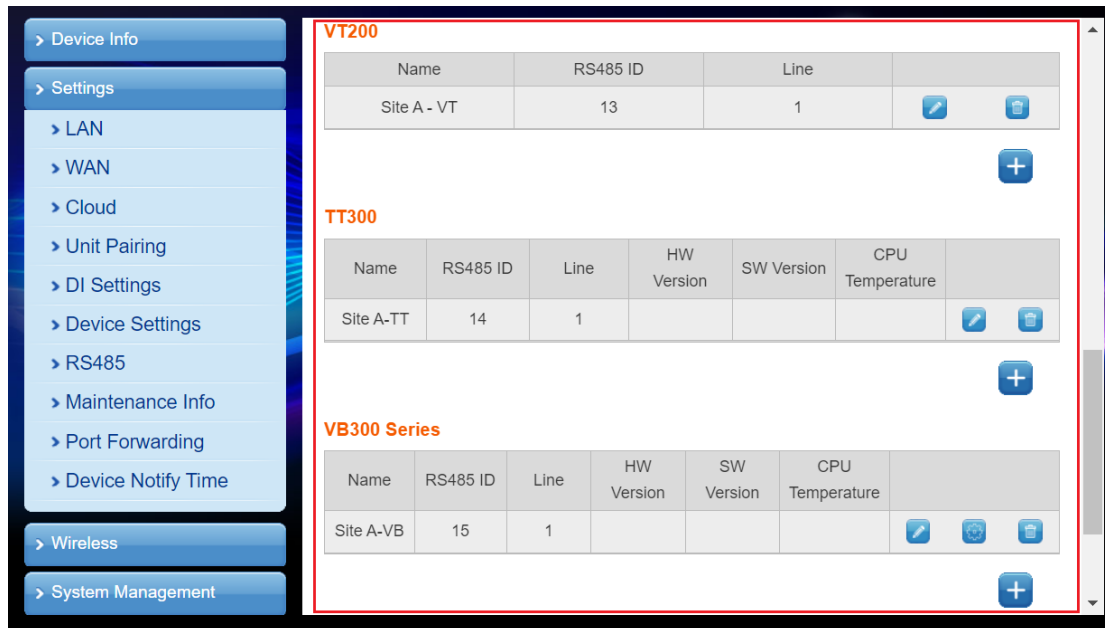 Device Info
Settings
LAN
WAN
Cloud
Unit Pairing
DI Settings
Device Settings
RS485
Maintenance Info
Port Forwarding
Device Notify Time
Wireless
System Management
VT200
Name RS485 ID Line
Site A - VT 13 1
TT300
Name RS485 ID Line HW Version SW Version CPU Temperature
Site A-TT 14 1
VB300 Series
Name RS485 ID Line HW Version SW Version CPU Temperature
Site A-VB 15 1